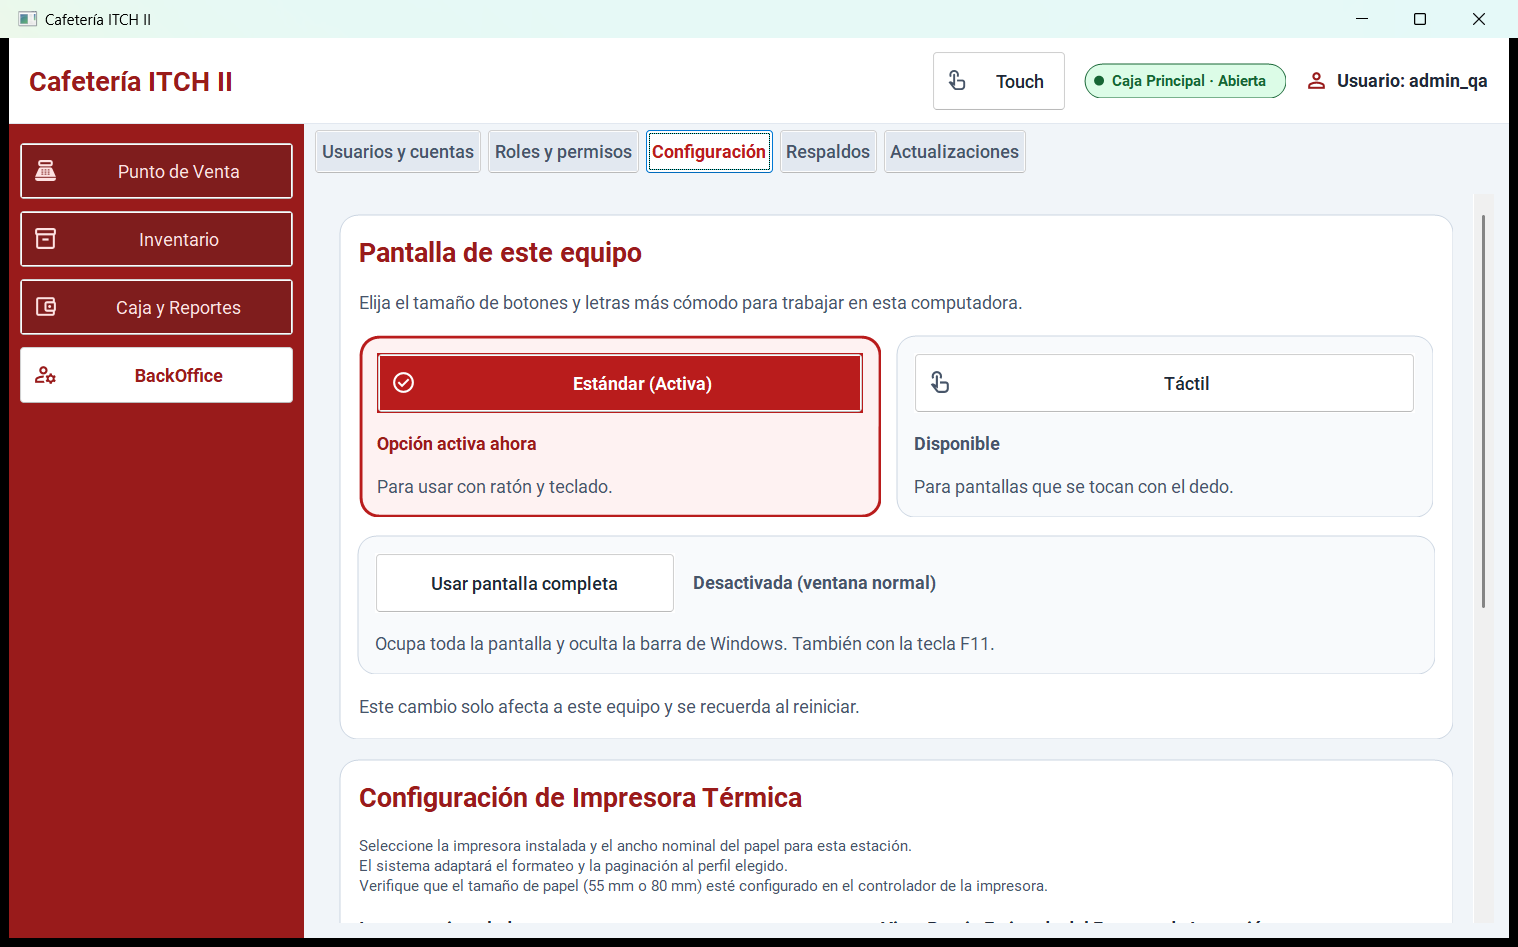 Cafetería ITCH II
Cafetería ITCH II
Touch
Caja Principal · Abierta
Usuario: admin_qa
Punto de Venta
Inventario
Caja y Reportes
BackOffice
Usuarios y cuentas
Roles y permisos
Configuración
Respaldos
Actualizaciones
Pantalla de este equipo
Elija el tamaño de botones y letras más cómodo para trabajar en esta computadora.
Estándar (Activa)
Opción activa ahora
Para usar con ratón y teclado.
Táctil
Disponible
Para pantallas que se tocan con el dedo.
Usar pantalla completa
Desactivada (ventana normal)
Ocupa toda la pantalla y oculta la barra de Windows. También con la tecla F11.
Este cambio solo afecta a este equipo y se recuerda al reiniciar.
Configuración de Impresora Térmica
Seleccione la impresora instalada y el ancho nominal del papel para esta estación.
El sistema adaptará el formateo y la paginación al perfil elegido.
Verifique que el tamaño de papel (55 mm o 80 mm) esté configurado en el controlador de la impresora.